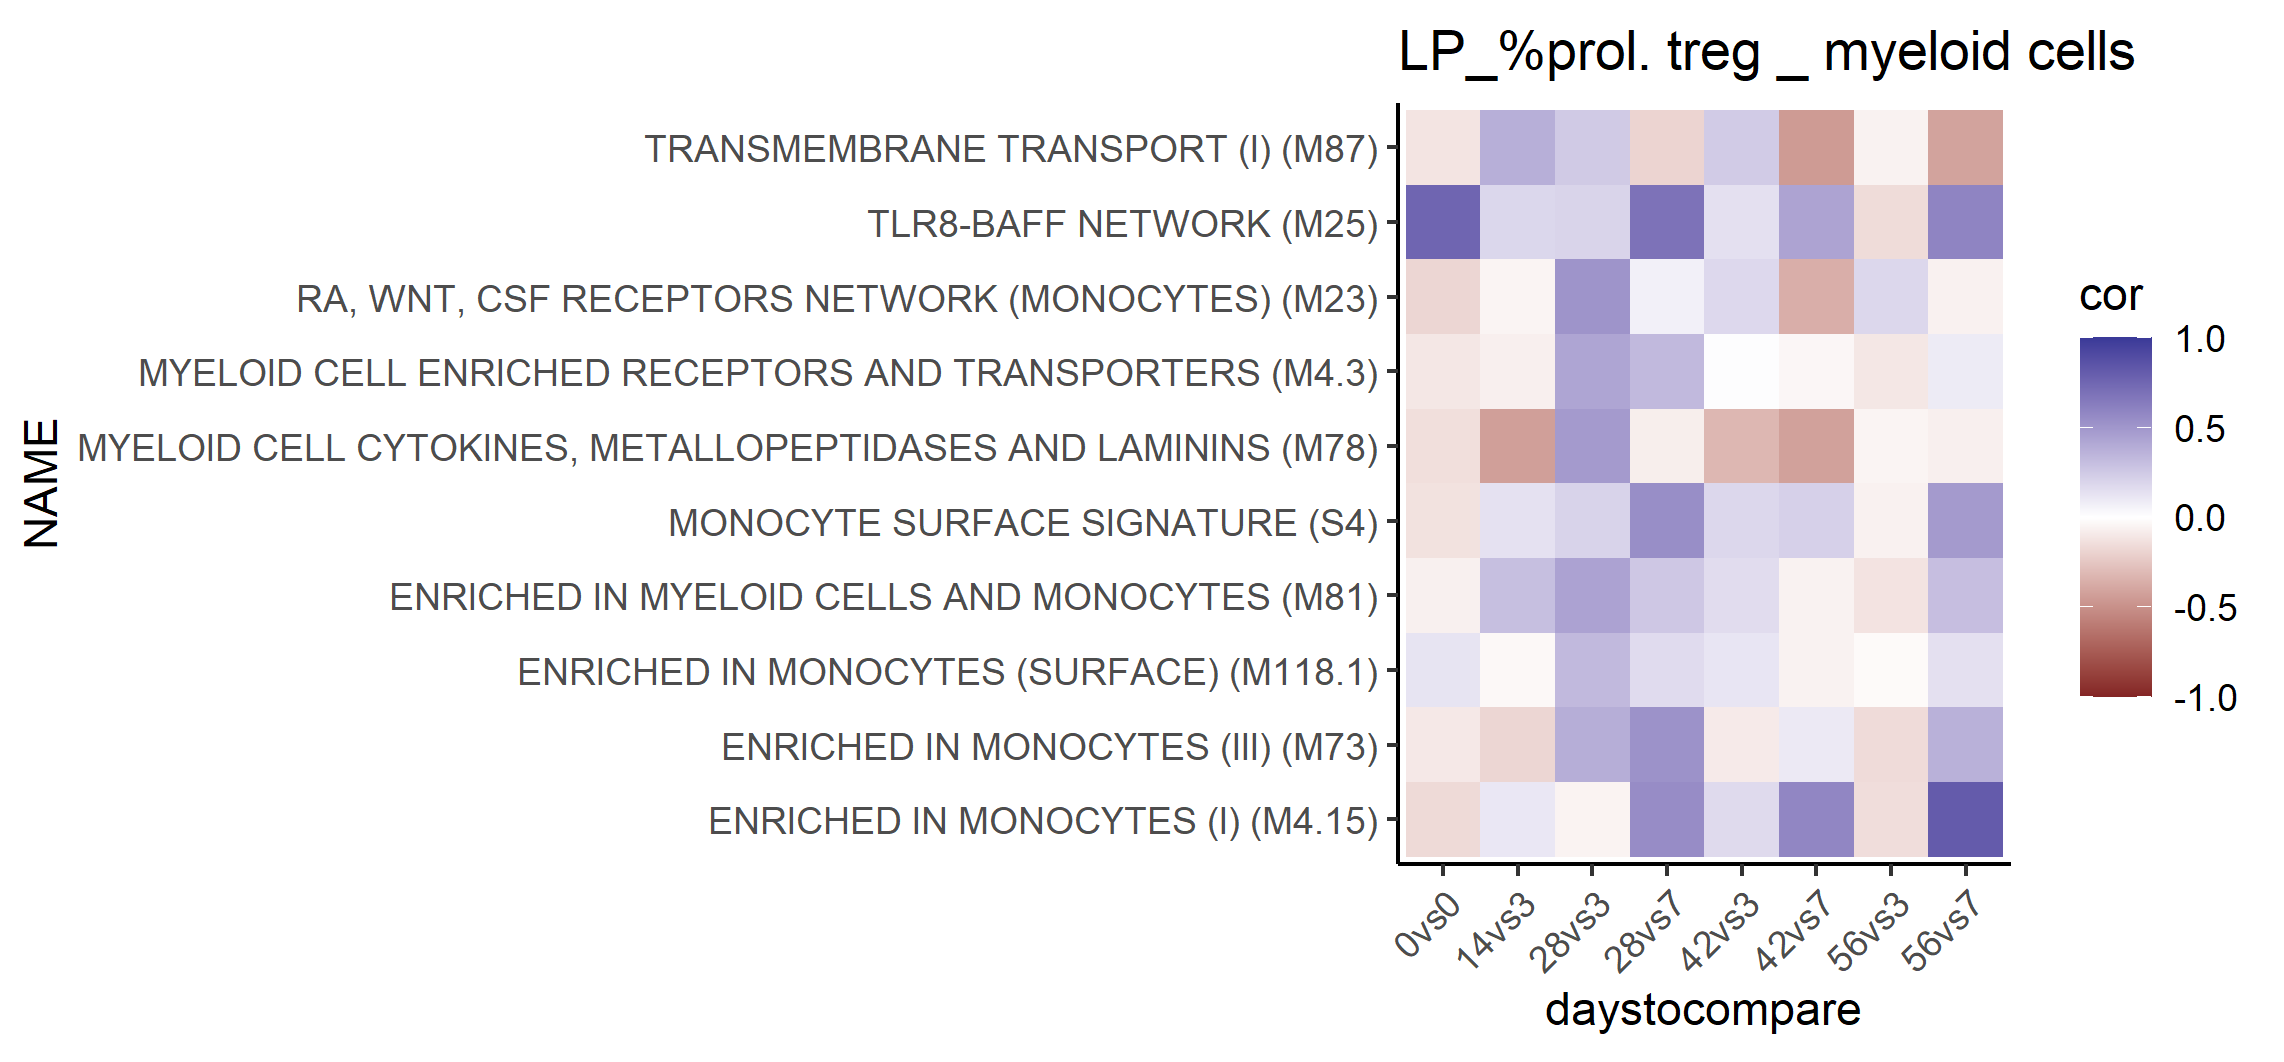 LP_%prol. treg _ myeloid cells
TRANSMEMBRANE TRANSPORT (I) (M87)
TLR8-BAFF NETWORK (M25)
RA, WNT, CSF RECEPTORS NETWORK (MONOCYTES) (M23)
MYELOID CELL ENRICHED RECEPTORS AND TRANSPORTERS (M4.3)
MYELOID CELL CYTOKINES, METALLOPEPTIDASES AND LAMININS (M78)
MONOCYTE SURFACE SIGNATURE (S4)
ENRICHED IN MYELOID CELLS AND MONOCYTES (M81)
ENRICHED IN MONOCYTES (SURFACE) (M118.1)
ENRICHED IN MONOCYTES (III) (M73)
ENRICHED IN MONOCYTES (I) (M4.15)
NAME
0vs0
14vs3
28vs3
28vs7
42vs3
42vs7
56vs3
56vs7
daystocompare
cor
1.0
0.5
0.0
-0.5
-1.0